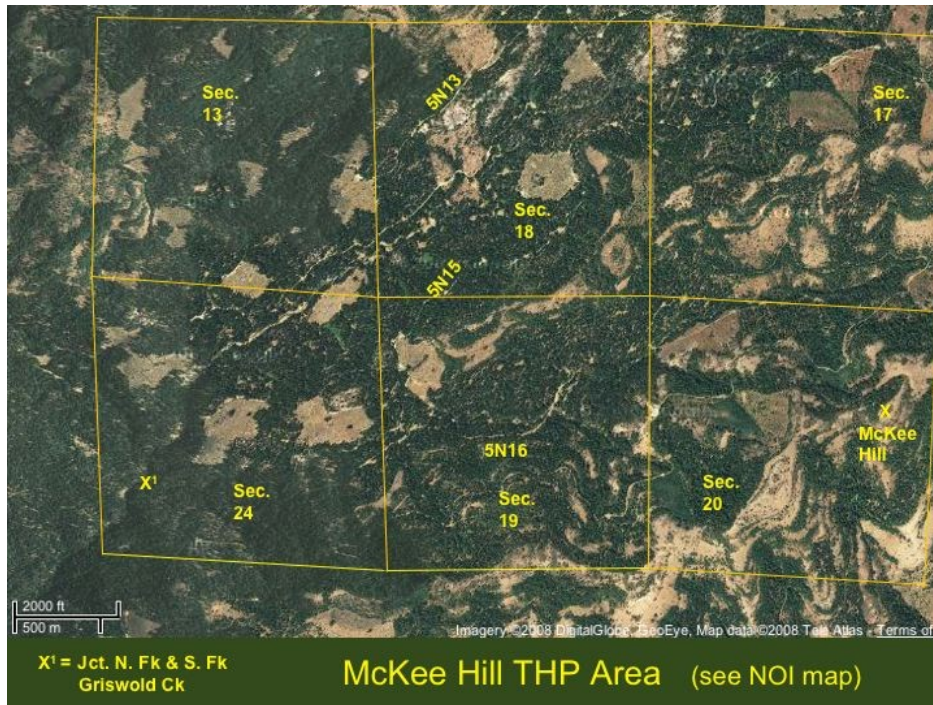 Sec.
13
5N13
Sec.
17
Sec.
18
5N15
X
McKee
Hill
5N16
X¹
Sec.
24
Sec.
19
Sec.
20
2000 ft
500 m
Imagery ©2008 DigitalGlobe, GeoEye, Map data ©2008 Tele Atlas - Terms of
X¹ = Jct. N. Fk & S. Fk
Griswold Ck
McKee Hill THP Area (see NOI map)